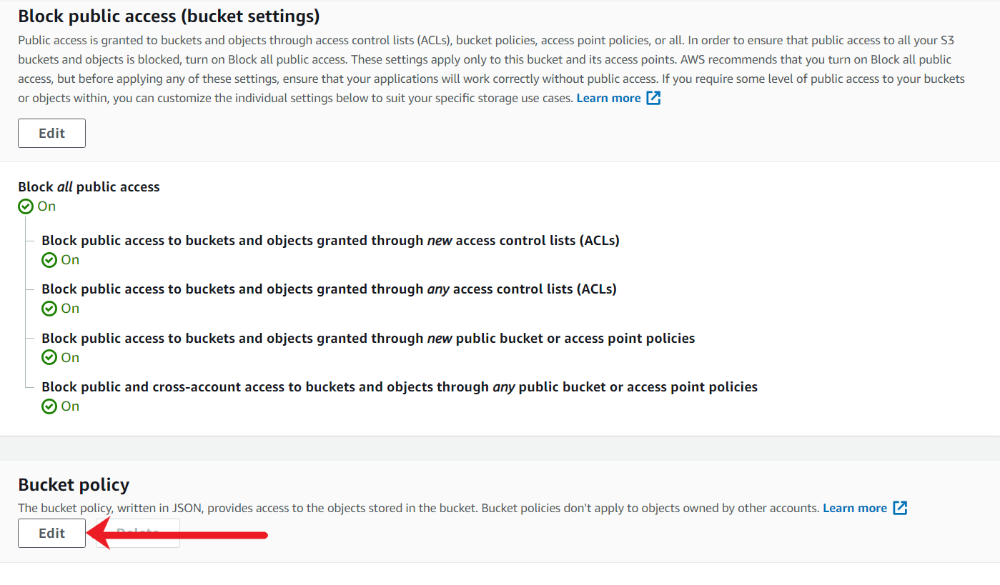 Block public access (bucket settings)
Public access is granted to buckets and objects through access control lists (ACLs), bucket policies, access point policies, or all. In order to ensure that public access to all your S3
buckets and objects is blocked, turn on Block all public access. These settings apply only to this bucket and its access points. AWS recommends that you turn on Block all public
access, but before applying any of these settings, ensure that your applications will work correctly without public access. If you require some level of public access to your buckets
or objects within, you can customize the individual settings below to suit your specific storage use cases. Learn more
Edit
Block all public access
On
Block public access to buckets and objects granted through new access control lists (ACLs)
On
Block public access to buckets and objects granted through any access control lists (ACLs)
On
Block public access to buckets and objects granted through new public bucket or access point policies
On
Block public and cross-account access to buckets and objects through any public bucket or access point policies
On
Bucket policy
The bucket policy, written in JSON, provides access to the objects stored in the bucket. Bucket policies don't apply to objects owned by other accounts. Learn more
Edit Delete